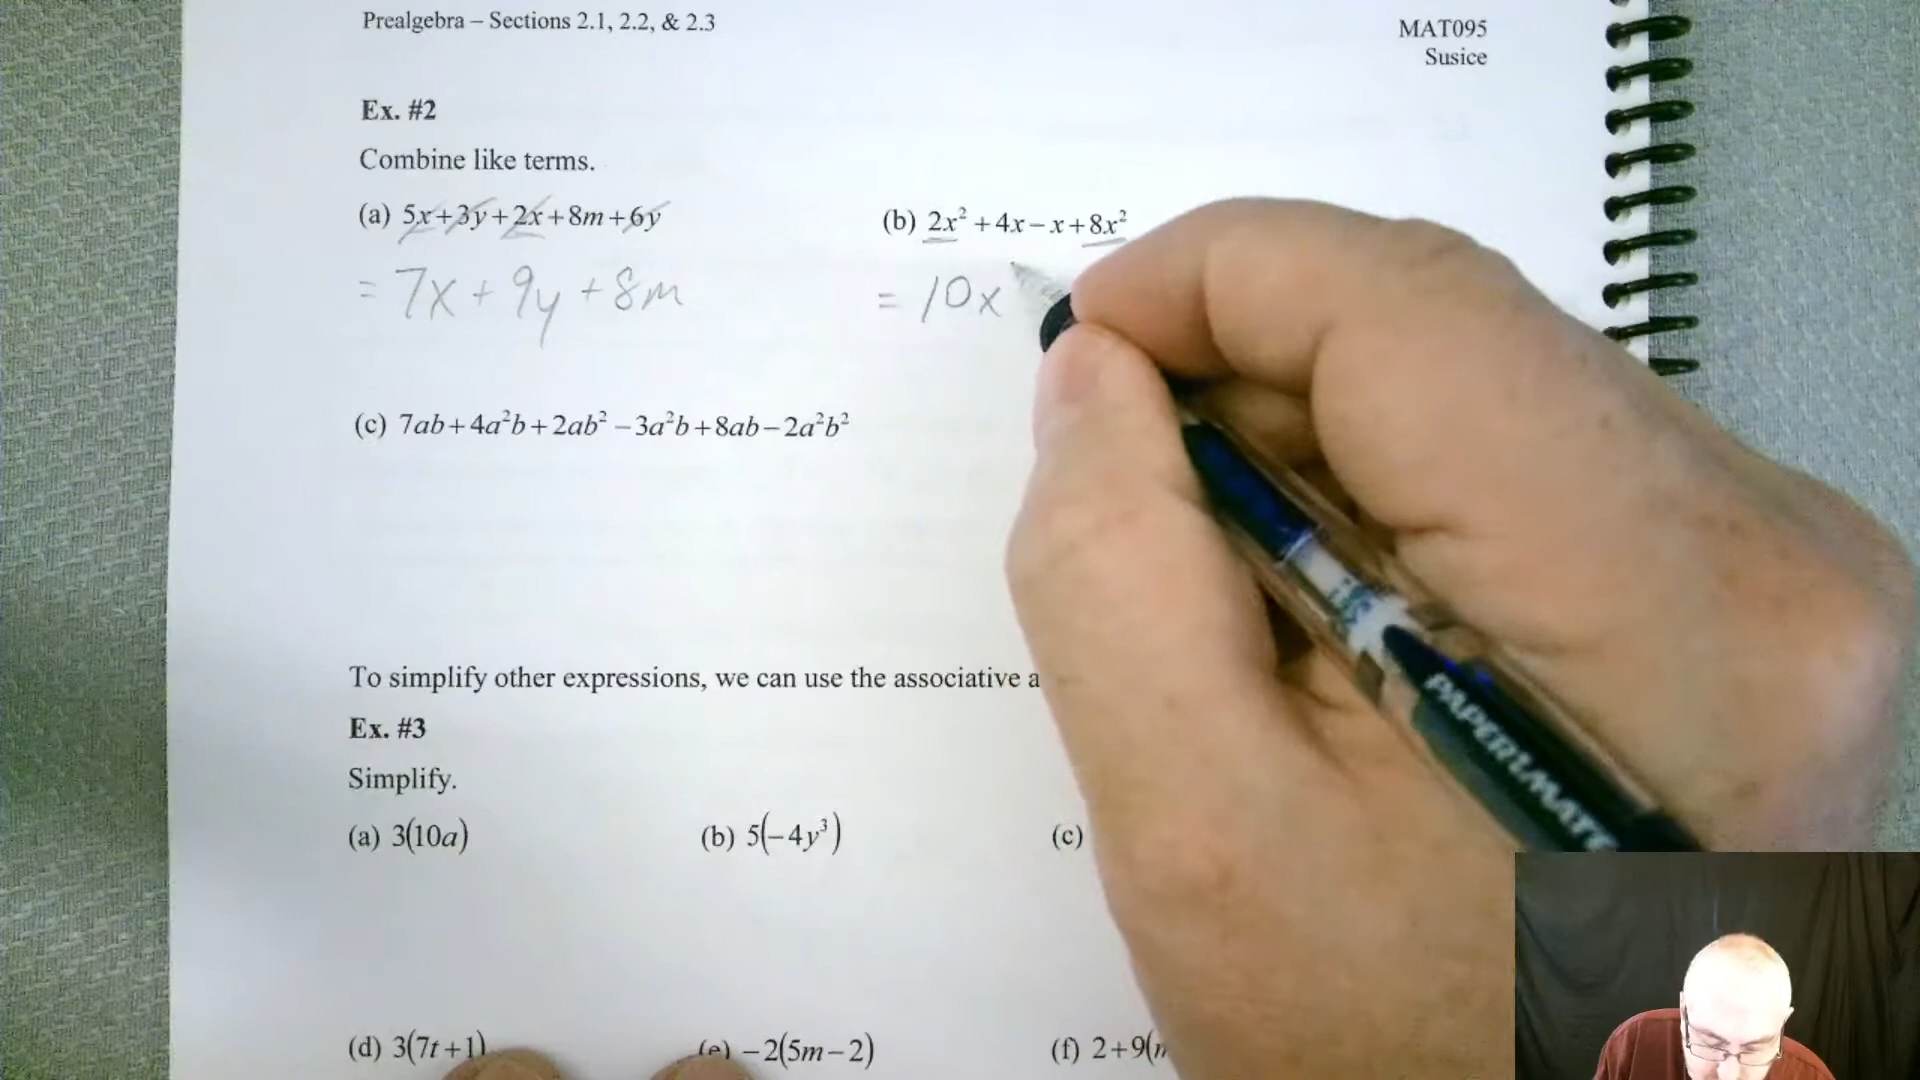 Prealgebra – Sections 2.1, 2.2, & 2.3
MAT095
Susice
Ex. #2
Combine like terms.
(a) 5x+3y+2x+8m+6y
(b) 2x² +4x−x+8x²
= 7x + 9y + 8m
= 10x
(c) 7ab+4a²b+2ab² −3a²b+8ab−2a²b²
To simplify other expressions, we can use the associative a
Ex. #3
Simplify.
(a) 3(10a)
(b) 5(−4y³)
(c)
PAPERMATE
(d) 3(7t+1)
(e) −2(5m−2)
(f) 2+9(